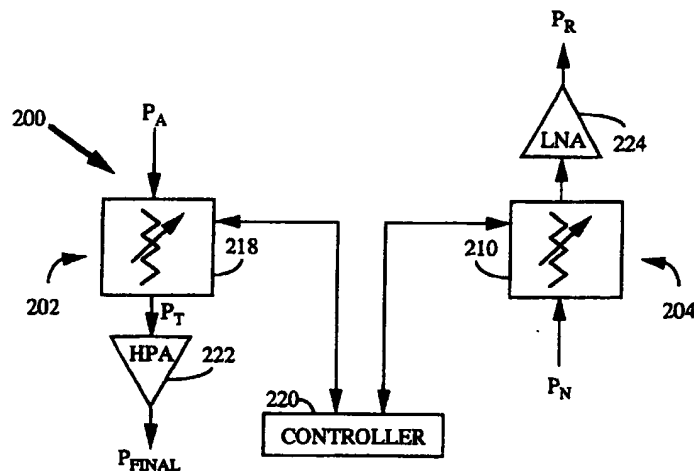 P_R
200
P_A
LNA
224
218
210
202
204
P_T
HPA
222
P_N
220
CONTROLLER
P_FINAL